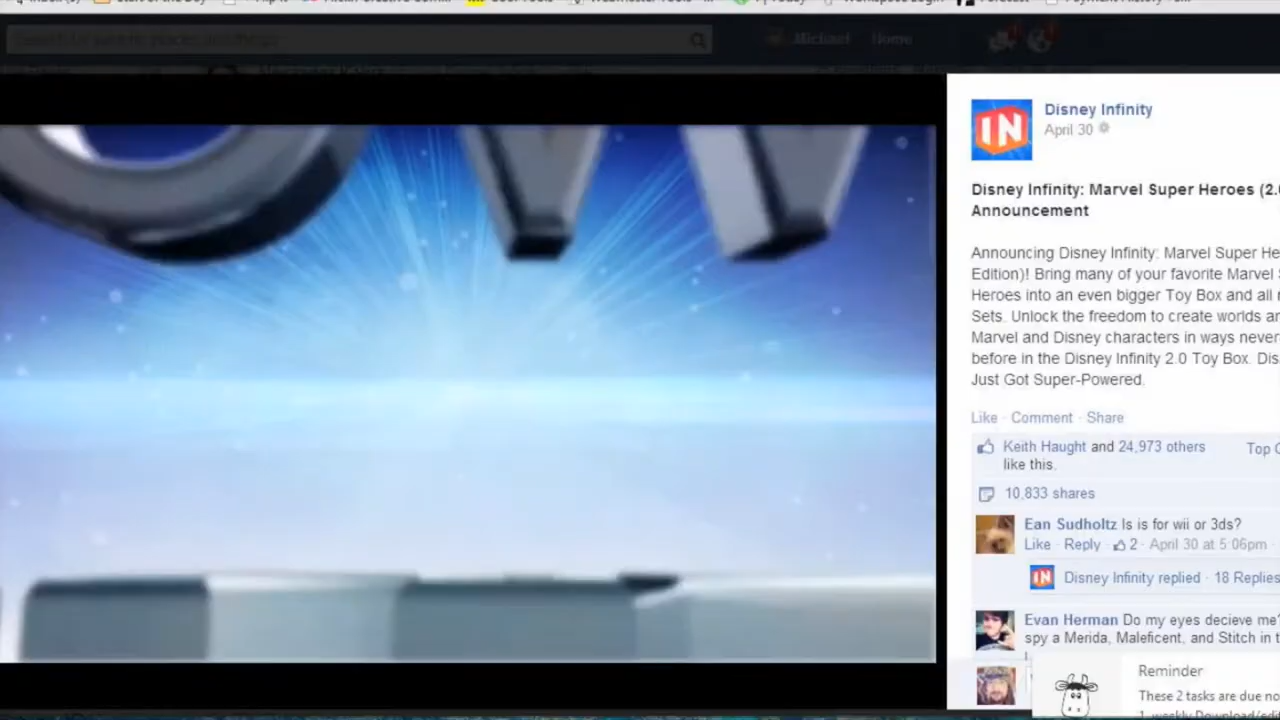 Michael Home
IN
Disney Infinity
April 30
Disney Infinity: Marvel Super Heroes (2.0
Announcement
Announcing Disney Infinity: Marvel Super He
Edition)! Bring many of your favorite Marvel S
Heroes into an even bigger Toy Box and all n
Sets. Unlock the freedom to create worlds an
Marvel and Disney characters in ways never
before in the Disney Infinity 2.0 Toy Box. Dis
Just Got Super-Powered.
Like · Comment · Share
Keith Haught and 24,973 others Top C
like this.
10,833 shares
Ean Sudholtz Is is for wii or 3ds?
Like · Reply · 2 · April 30 at 5:06pm ·
IN Disney Infinity replied · 18 Replies
Evan Herman Do my eyes decieve me?
spy a Merida, Maleficent, and Stitch in t
Reminder
These 2 tasks are due no